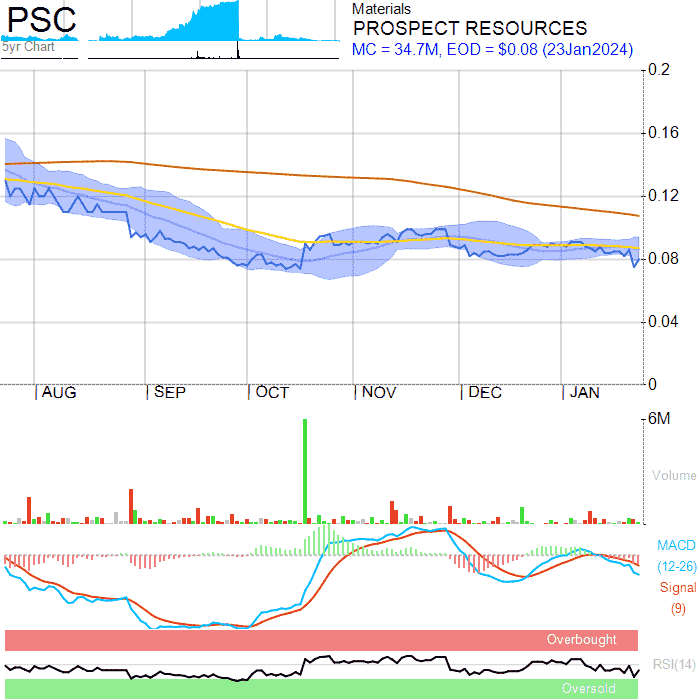 PSC
5yr Chart
Materials
PROSPECT RESOURCES
MC = 34.7M, EOD = $0.08 (23Jan2024)
0.2
0.16
0.12
0.08
0.04
0
AUG SEP OCT NOV DEC JAN
6M
Volume
MACD
(12-26)
Signal
(9)
Overbought
RSI(14)
Oversold